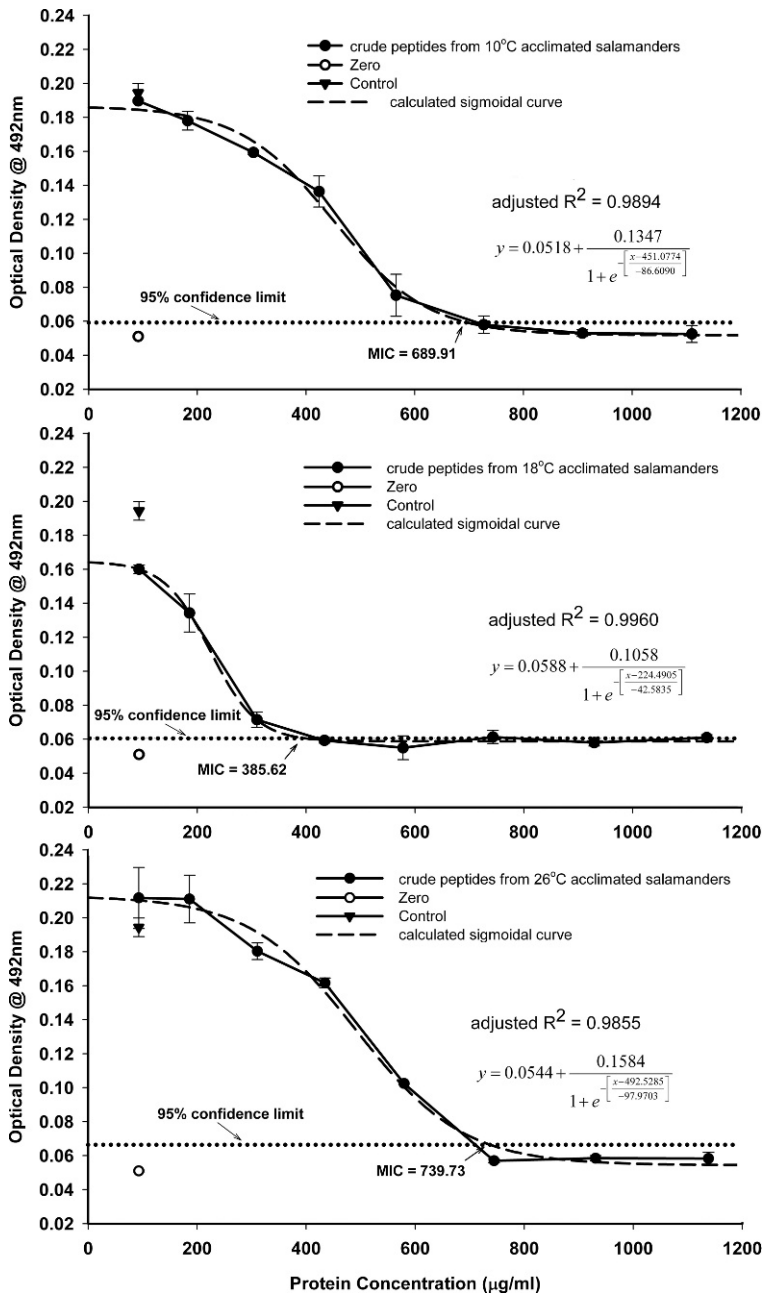 crude peptides from 10°C acclimated salamanders
Zero
Control
calculated sigmoidal curve
Optical Density @ 492nm
0.24
0.22
0.20
0.18
0.16
0.14
0.12
0.10
0.08
0.06
0.04
0.02
adjusted R² = 0.9894
y = 0.0518 + 0.1347 / 1 + e^-[x−451.0774 / −86.6090]
95% confidence limit
MIC = 689.91
0 200 400 600 800 1000 1200
crude peptides from 18°C acclimated salamanders
Zero
Control
calculated sigmoidal curve
Optical Density @ 492nm
0.24
0.22
0.20
0.18
0.16
0.14
0.12
0.10
0.08
0.06
0.04
0.02
adjusted R² = 0.9960
y = 0.0588 + 0.1058 / 1 + e^-[x−224.4905 / −42.5835]
95% confidence limit
MIC = 385.62
0 200 400 600 800 1000 1200
crude peptides from 26°C acclimated salamanders
Zero
Control
calculated sigmoidal curve
Optical Density @ 492nm
0.24
0.22
0.20
0.18
0.16
0.14
0.12
0.10
0.08
0.06
0.04
0.02
adjusted R² = 0.9855
y = 0.0544 + 0.1584 / 1 + e^-[x−492.5285 / −97.9703]
95% confidence limit
MIC = 739.73
0 200 400 600 800 1000 1200
Protein Concentration (µg/ml)